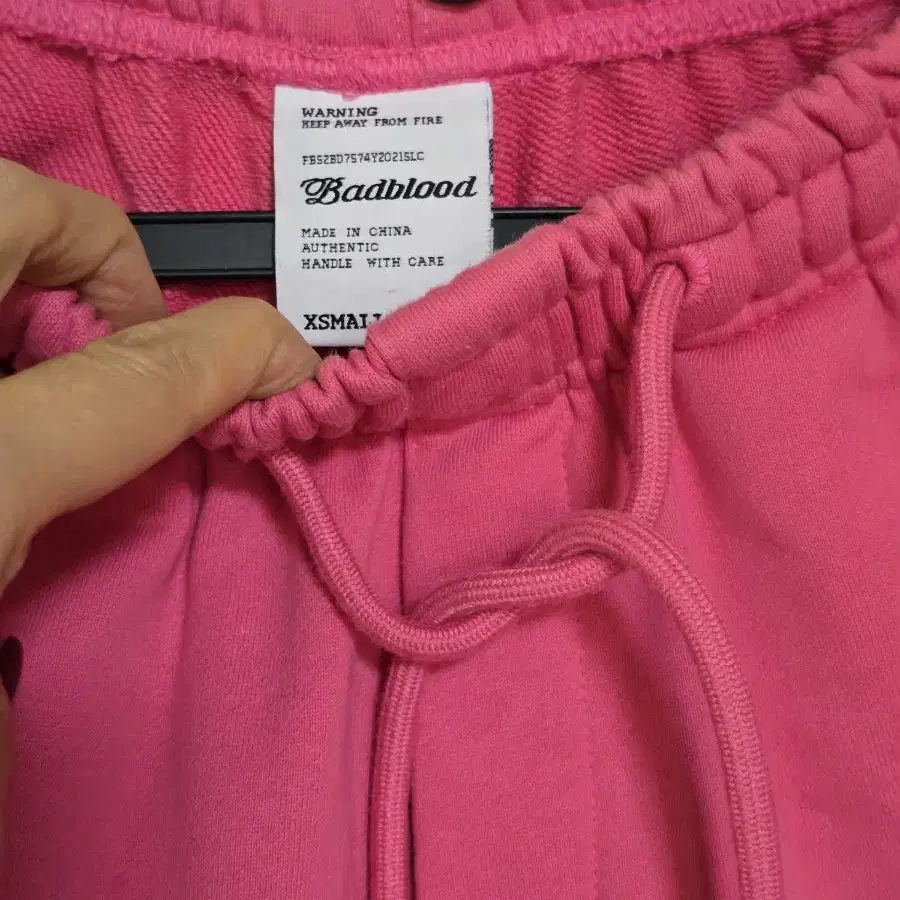 WARNING
KEEP AWAY FROM FIRE
FBS2BD7574Y2021SLC
Badblood
MADE IN CHINA
AUTHENTIC
HANDLE WITH CARE
XSMALL